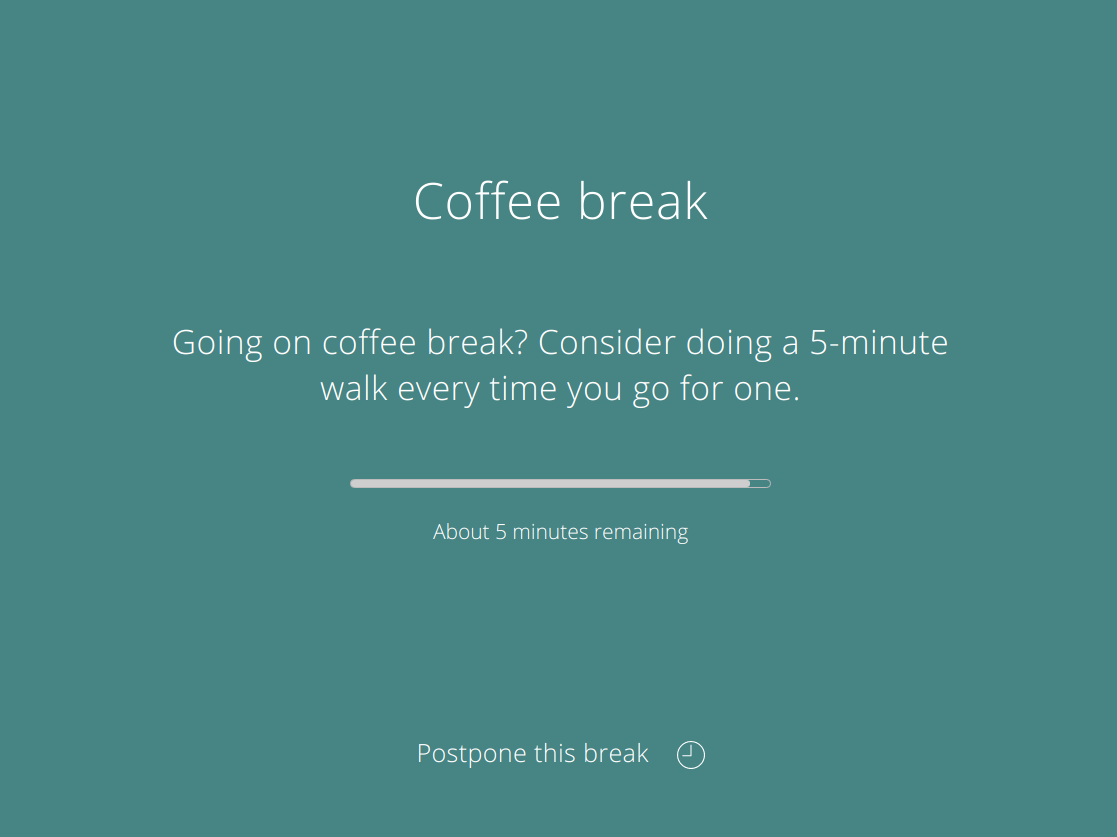 Coffee break
Going on coffee break? Consider doing a 5-minute
walk every time you go for one.
About 5 minutes remaining
Postpone this break